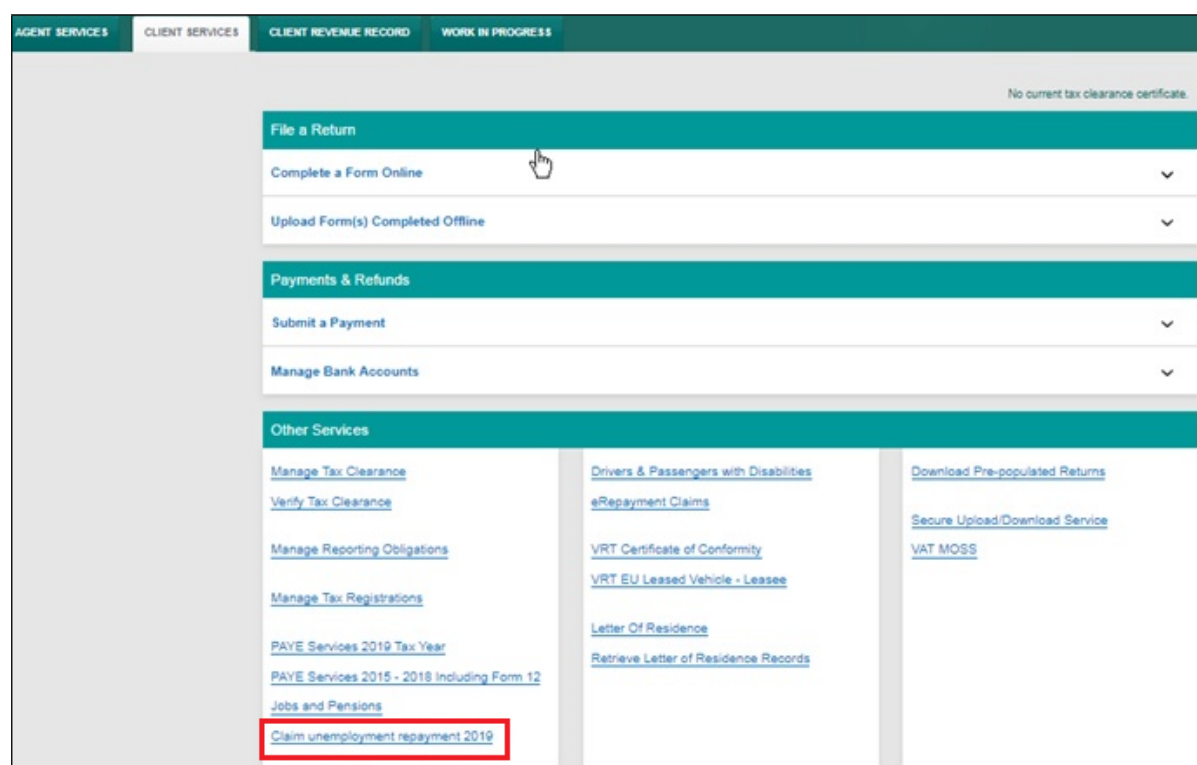 AGENT SERVICES
CLIENT SERVICES
CLIENT REVENUE RECORD
WORK IN PROGRESS
No current tax clearance certificate.
File a Return
Complete a Form Online
Upload Form(s) Completed Offline
Payments & Refunds
Submit a Payment
Manage Bank Accounts
Other Services
Manage Tax Clearance
Verify Tax Clearance
Manage Reporting Obligations
Manage Tax Registrations
PAYE Services 2019 Tax Year
PAYE Services 2015 - 2018 Including Form 12
Jobs and Pensions
Claim unemployment repayment 2019
Drivers & Passengers with Disabilities
eRepayment Claims
VRT Certificate of Conformity
VRT EU Leased Vehicle - Leasee
Letter Of Residence
Retrieve Letter of Residence Records
Download Pre-populated Returns
Secure Upload/Download Service
VAT MOSS